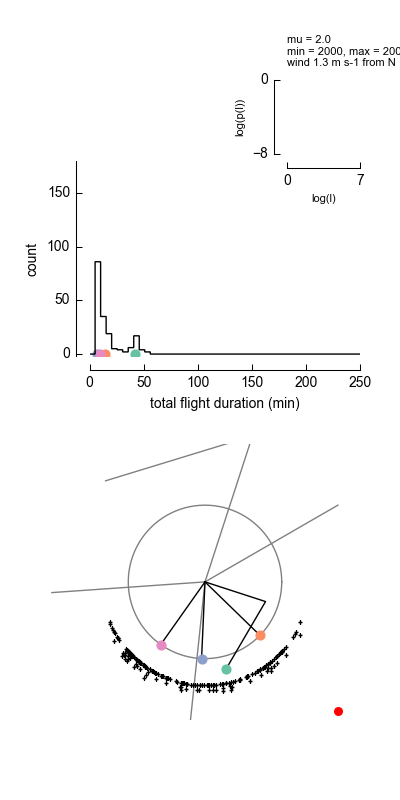 mu = 2.0
min = 2000, max = 200
wind 1.3 m s-1 from N
0
log(p(l))
−8
0 7
log(l)
150
100
50
0
count
0 50 100 150 200 250
total flight duration (min)